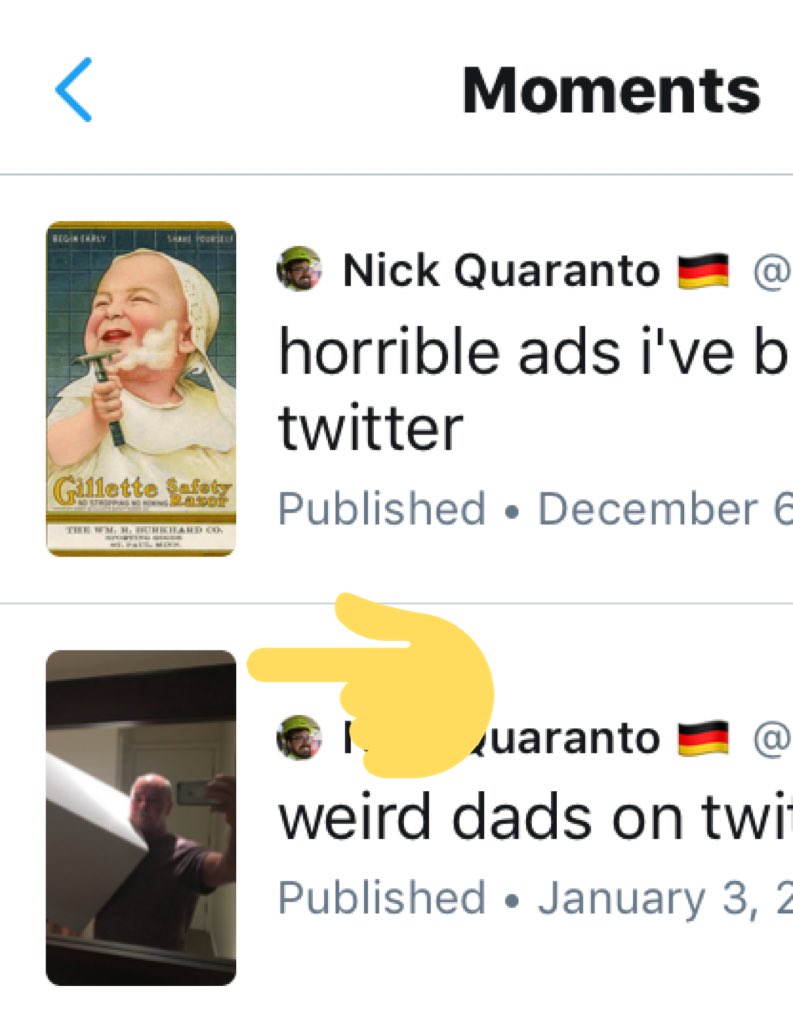 Moments
BEGIN EARLY SHAVE YOURSELF
Gillette Safety
NO STROPPING NO HONING Razor
THE WM. R. BURKHARD CO.
SPORTING GOODS
ST. PAUL, MINN.
Nick Quaranto 🇩🇪 @
horrible ads i've b
twitter
Published • December 6
Quaranto 🇩🇪 @
weird dads on twit
Published • January 3, 2